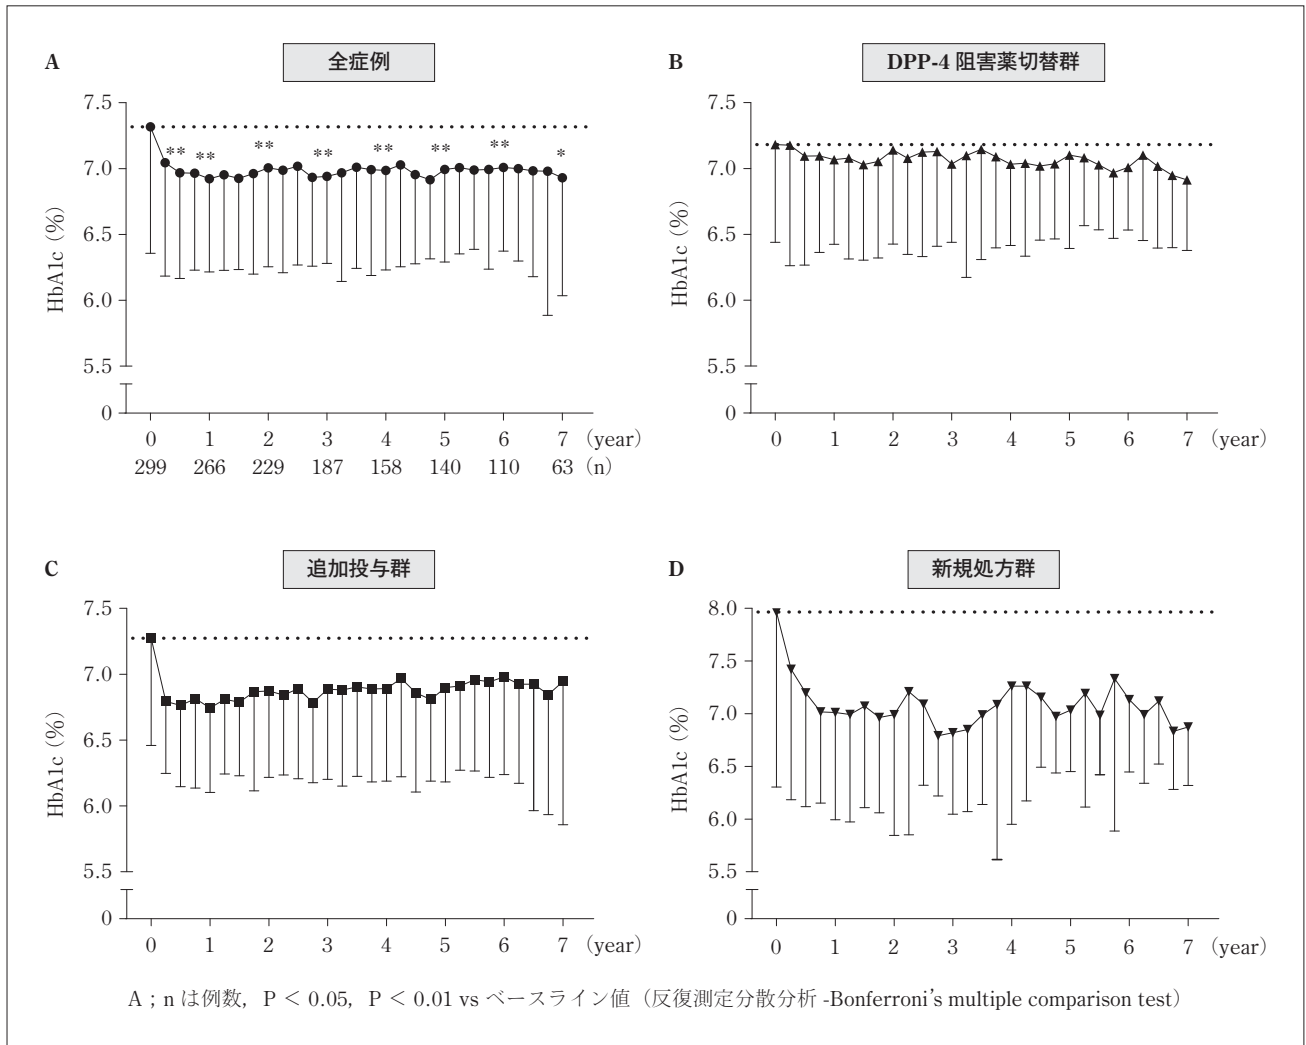 A
全症例
7.5
7.0
6.5
6.0
5.5
0
HbA1c (%)
** ** ** ** ** ** ** *
0 1 2 3 4 5 6 7 (year)
299 266 229 187 158 140 110 63 (n)
B
DPP-4 阻害薬切替群
7.5
7.0
6.5
6.0
5.5
0
HbA1c (%)
0 1 2 3 4 5 6 7 (year)
C
追加投与群
7.5
7.0
6.5
6.0
5.5
0
HbA1c (%)
0 1 2 3 4 5 6 7 (year)
D
新規処方群
8.0
7.5
7.0
6.5
6.0
5.5
0
HbA1c (%)
0 1 2 3 4 5 6 7 (year)
A；n は例数，P < 0.05，P < 0.01 vs ベースライン値（反復測定分散分析 -Bonferroni's multiple comparison test）